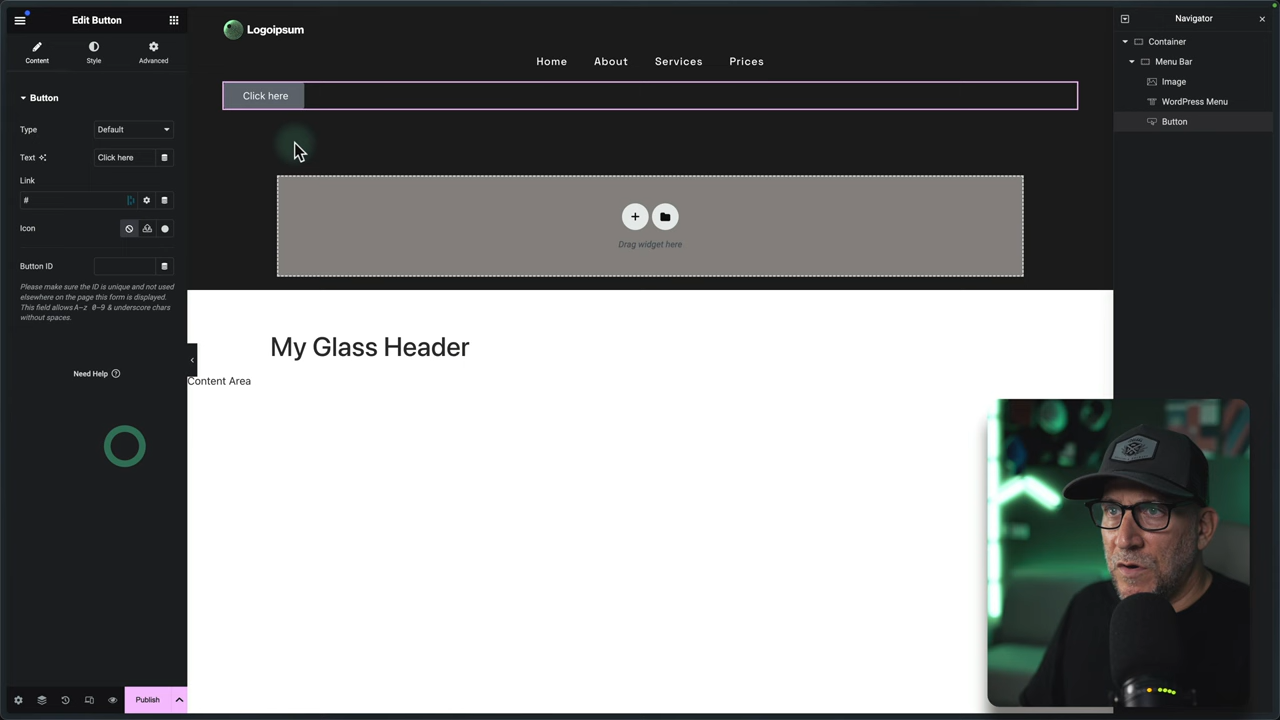 Edit Button
Content
Style
Advanced
Button
Type
Default
Text
Click here
Link
#
Icon
Button ID
Please make sure the ID is unique and not used
elsewhere on the page this form is displayed.
This field allows A-z 0-9 & underscore chars
without spaces.
Need Help
Publish
Logoipsum
Home About Services Prices
Click here
Drag widget here
My Glass Header
Content Area
Navigator
Container
Menu Bar
Image
WordPress Menu
Button